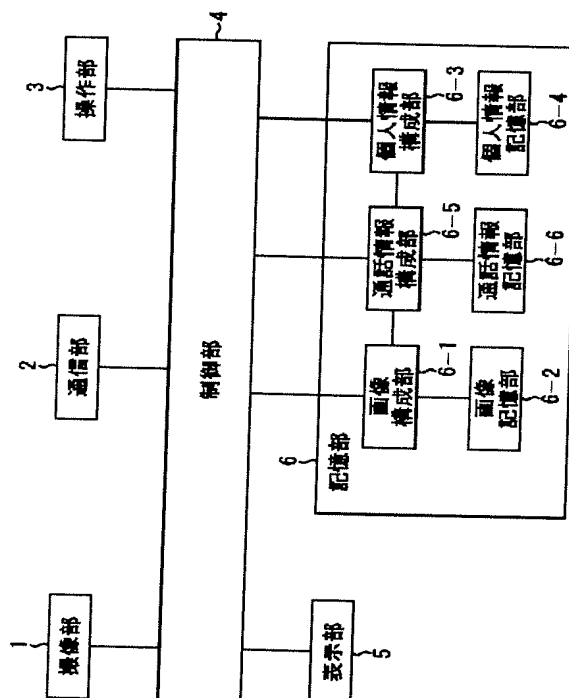 1
撮像部
2
通信部
3
操作部
4
制御部
5
表示部
6
記憶部
画像
構成部
6-1
画像
記憶部
6-2
通話情報
構成部
6-5
通話情報
記憶部
6-6
個人情報
構成部
6-3
個人情報
記憶部
6-4